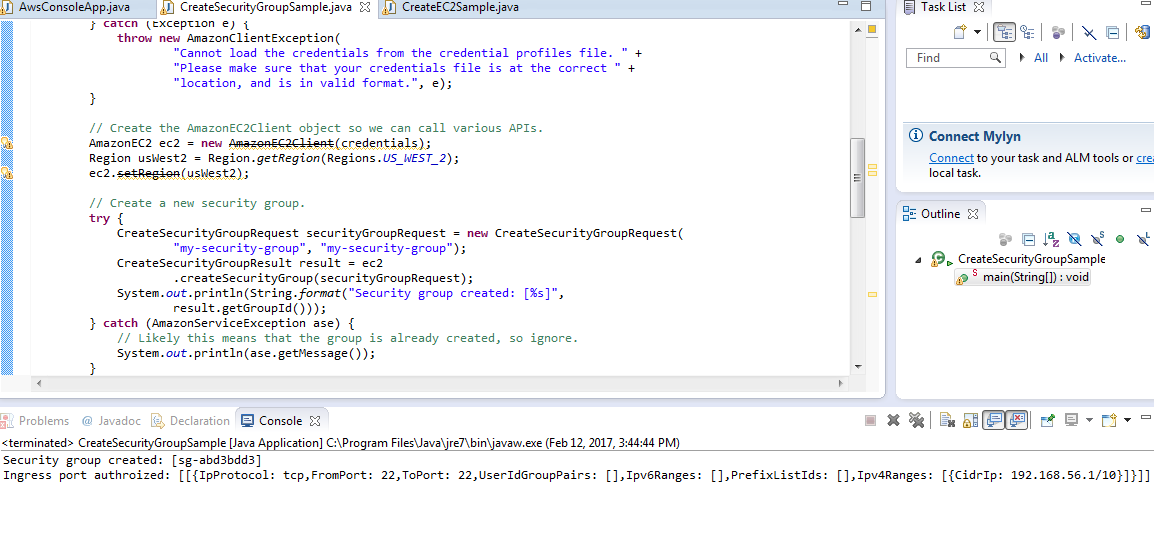 AwsConsoleApp.java
CreateSecurityGroupSample.java
CreateEC2Sample.java
} catch (Exception e) {
throw new AmazonClientException(
"Cannot load the credentials from the credential profiles file. " +
"Please make sure that your credentials file is at the correct " +
"location, and is in valid format.", e);
}
// Create the AmazonEC2Client object so we can call various APIs.
AmazonEC2 ec2 = new AmazonEC2Client(credentials);
Region usWest2 = Region.getRegion(Regions.US_WEST_2);
ec2.setRegion(usWest2);
// Create a new security group.
try {
CreateSecurityGroupRequest securityGroupRequest = new CreateSecurityGroupRequest(
"my-security-group", "my-security-group");
CreateSecurityGroupResult result = ec2
.createSecurityGroup(securityGroupRequest);
System.out.println(String.format("Security group created: [%s]",
result.getGroupId()));
} catch (AmazonServiceException ase) {
// Likely this means that the group is already created, so ignore.
System.out.println(ase.getMessage());
}
Task List
Find
All
Activate...
Connect Mylyn
Connect to your task and ALM tools or crea
local task.
Outline
CreateSecurityGroupSample
main(String[]) : void
Problems
@ Javadoc
Declaration
Console
<terminated> CreateSecurityGroupSample [Java Application] C:\Program Files\Java\jre7\bin\javaw.exe (Feb 12, 2017, 3:44:44 PM)
Security group created: [sg-abd3bdd3]
Ingress port authroized: [[{IpProtocol: tcp,FromPort: 22,ToPort: 22,UserIdGroupPairs: [],Ipv6Ranges: [],PrefixListIds: [],Ipv4Ranges: [{CidrIp: 192.168.56.1/10}]}]]